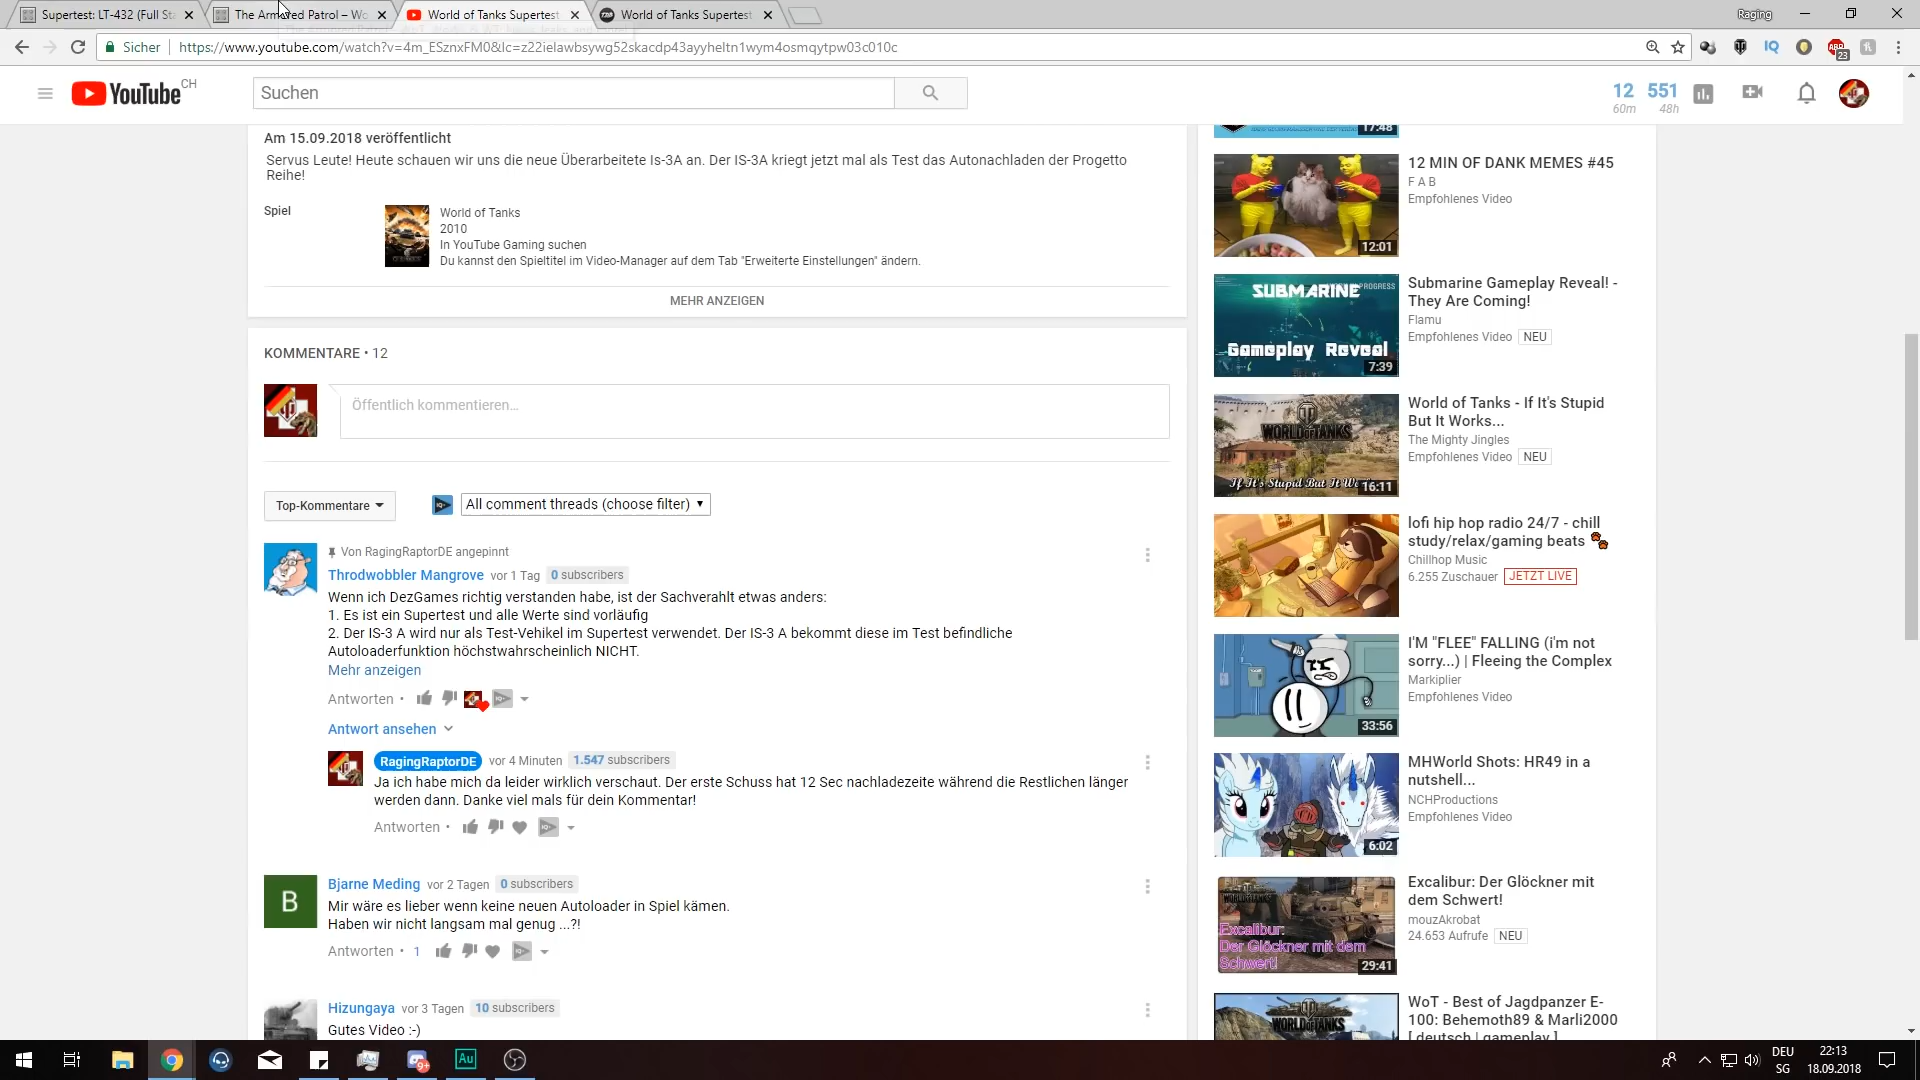 Supertest: LT-432 (Full Sta
The Armored Patrol – Wo
World of Tanks Supertest
World of Tanks Supertest
Raging
Sicher
https://www.youtube.com/watch?v=4m_ESznxFM0&lc=z22ielawbsywg52skacdp43ayyheltn1wym4osmqytpw03c010c
IQ
ABP
23
YouTube CH
Suchen
12
60m
551
48h
Am 15.09.2018 veröffentlicht
Servus Leute! Heute schauen wir uns die neue Überarbeitete Is-3A an. Der IS-3A kriegt jetzt mal als Test das Autonachladen der Progetto
Reihe!
Spiel
World of Tanks
2010
In YouTube Gaming suchen
Du kannst den Spieltitel im Video-Manager auf dem Tab "Erweiterte Einstellungen" ändern.
MEHR ANZEIGEN
KOMMENTARE • 12
Öffentlich kommentieren...
Top-Kommentare
All comment threads (choose filter)
Von RagingRaptorDE angepinnt
Throdwobbler Mangrove vor 1 Tag 0 subscribers
Wenn ich DezGames richtig verstanden habe, ist der Sachverahlt etwas anders:
1. Es ist ein Supertest und alle Werte sind vorläufig
2. Der IS-3 A wird nur als Test-Vehikel im Supertest verwendet. Der IS-3 A bekommt diese im Test befindliche
Autoloaderfunktion höchstwahrscheinlich NICHT.
Mehr anzeigen
Antworten •
Antwort ansehen
RagingRaptorDE vor 4 Minuten 1.547 subscribers
Ja ich habe mich da leider wirklich verschaut. Der erste Schuss hat 12 Sec nachladezeite während die Restlichen länger
werden dann. Danke viel mals für dein Kommentar!
Antworten •
B
Bjarne Meding vor 2 Tagen 0 subscribers
Mir wäre es lieber wenn keine neuen Autoloader in Spiel kämen.
Haben wir nicht langsam mal genug ...?!
Antworten • 1
Hizungaya vor 3 Tagen 10 subscribers
Gutes Video :-)
17:48
12:01
12 MIN OF DANK MEMES #45
F A B
Empfohlenes Video
SUBMARINE
PROGRESS
Gameplay Reveal
7:39
Submarine Gameplay Reveal! -
They Are Coming!
Flamu
Empfohlenes Video NEU
WORLD OF TANKS
If It's Stupid But It Wo
16:11
World of Tanks - If It's Stupid
But It Works...
The Mighty Jingles
Empfohlenes Video NEU
lofi hip hop radio 24/7 - chill
study/relax/gaming beats
Chillhop Music
6.255 Zuschauer JETZT LIVE
33:56
I'M "FLEE" FALLING (i'm not
sorry...) | Fleeing the Complex
Markiplier
Empfohlenes Video
6:02
MHWorld Shots: HR49 in a
nutshell...
NCHProductions
Empfohlenes Video
WORLD OF TANKS
Excalibur:
Der Glöckner mit dem
Schwert!
29:41
Excalibur: Der Glöckner mit
dem Schwert!
mouzAkrobat
24.653 Aufrufe NEU
WORLD OF TANKS
WoT - Best of Jagdpanzer E-
100: Behemoth89 & Marli2000
[ deutsch | gameplay ]
9+
Au
DEU
SG
22:13
18.09.2018